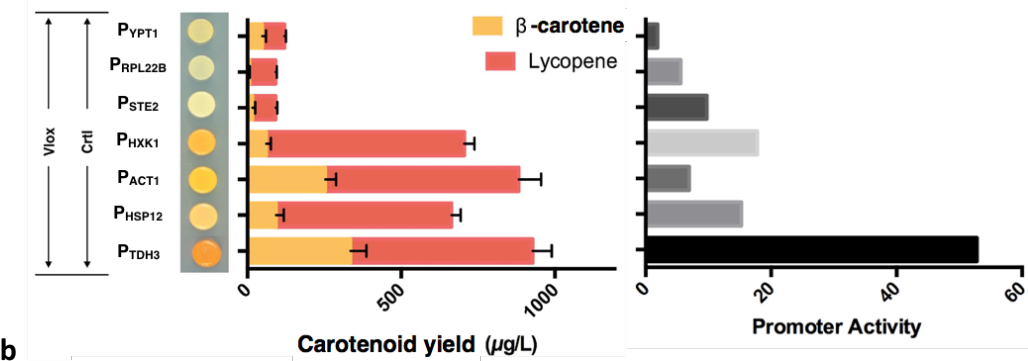 β-carotene
Lycopene
Vlox
CrtI
PYPT1
PRPL22B
PSTE2
PHXK1
PACT1
PHSP12
PTDH3
0 500 1000
Carotenoid yield (µg/L)
0 20 40 60
Promoter Activity
b